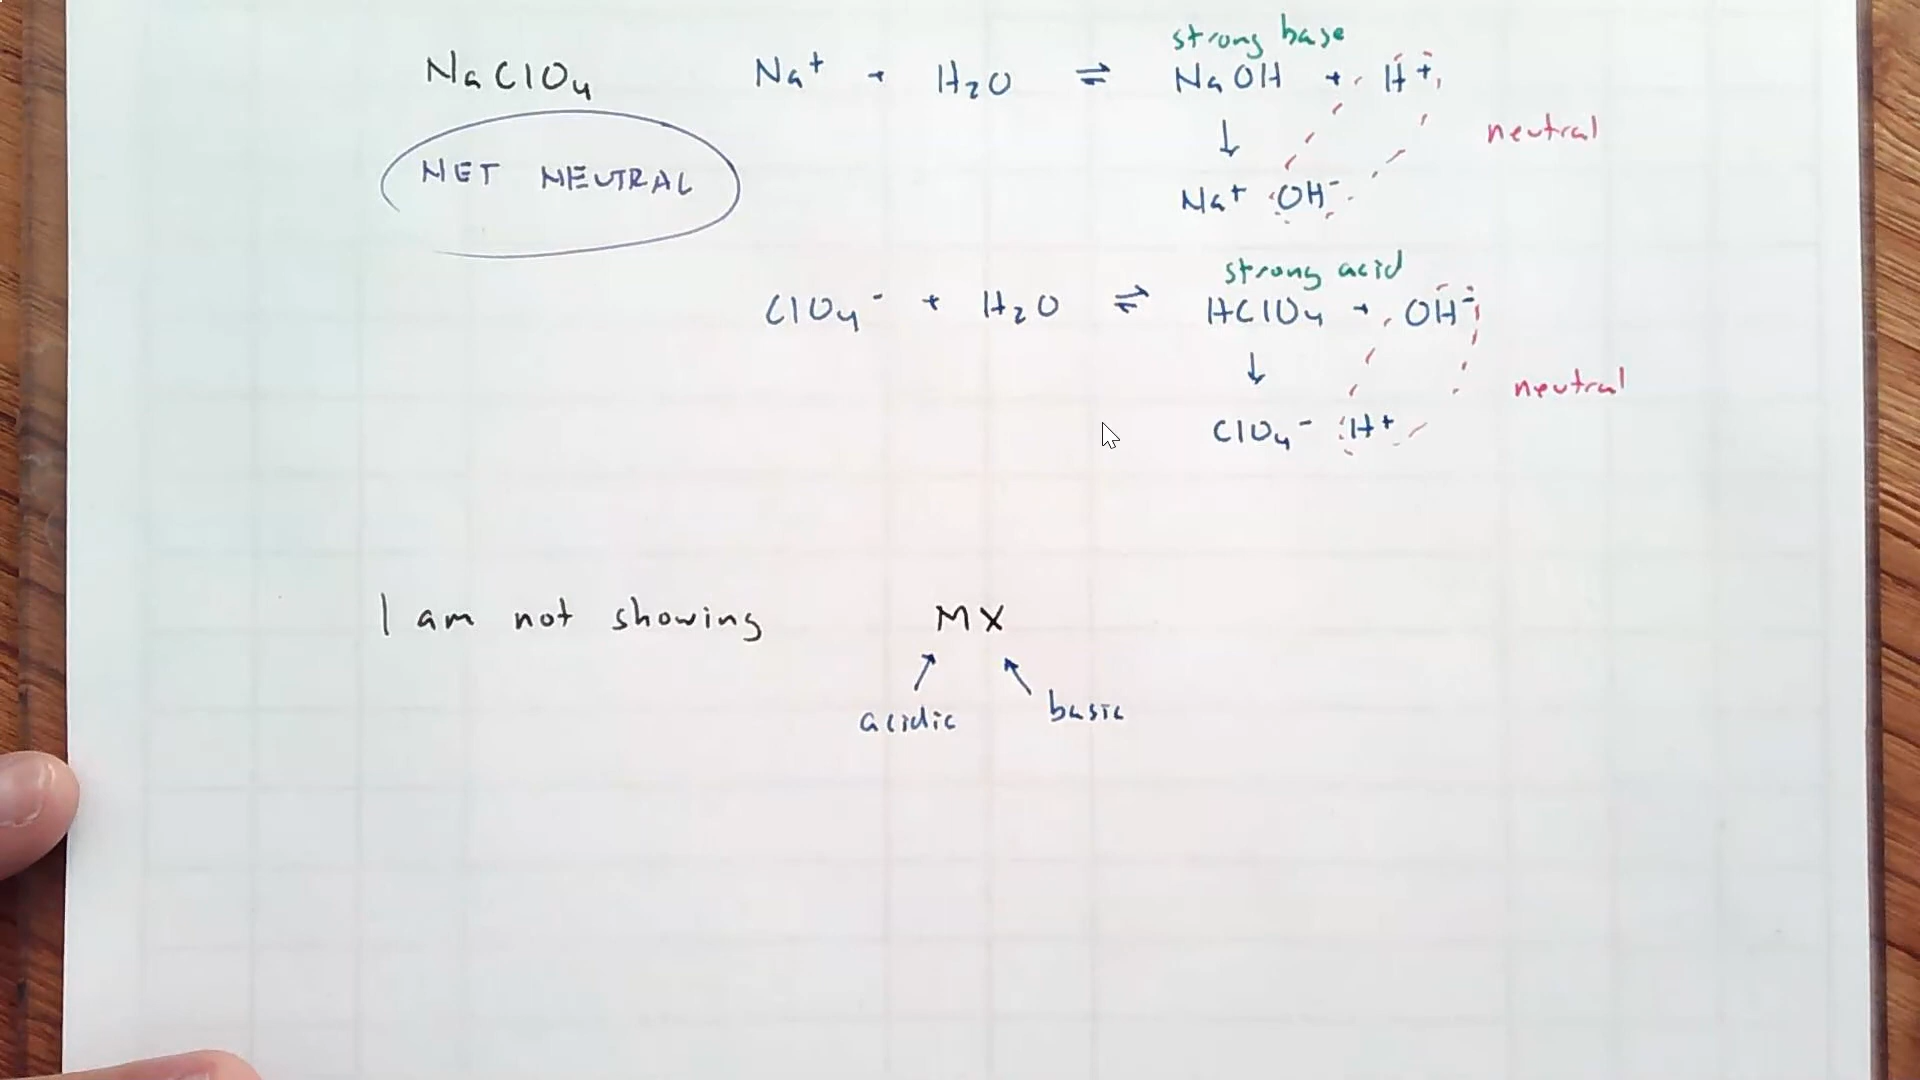 strong base
NaClO₄ Na⁺ + H₂O ⇌ NaOH + H⁺
neutral
NET NEUTRAL
↓
Na⁺ OH⁻
strong acid
ClO₄⁻ + H₂O ⇌ HClO₄ + OH⁻
↓
neutral
ClO₄⁻ H⁺
I am not showing MX
acidic basic